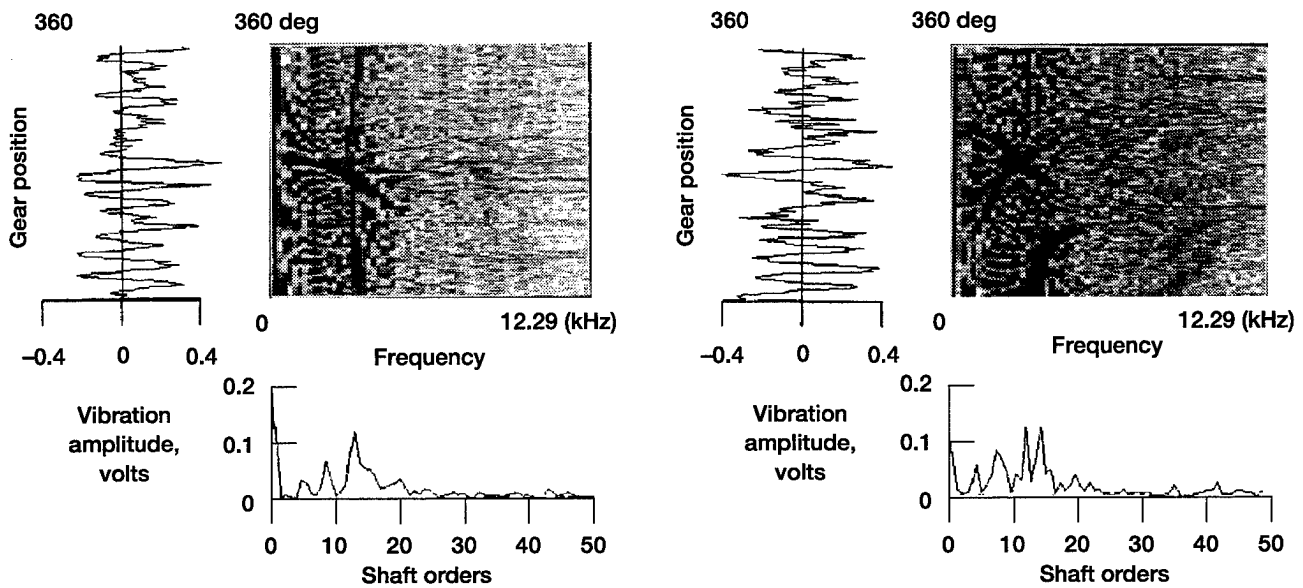 360
360 deg
Gear position
0
12.29 (kHz)
–0.4
0
0.4
Frequency
Vibration
amplitude,
volts
0.2
0.1
0
0
10
20
30
40
50
Shaft orders
360
360 deg
Gear position
0
12.29 (kHz)
–0.4
0
0.4
Frequency
Vibration
amplitude,
volts
0.2
0.1
0
0
10
20
30
40
50
Shaft orders